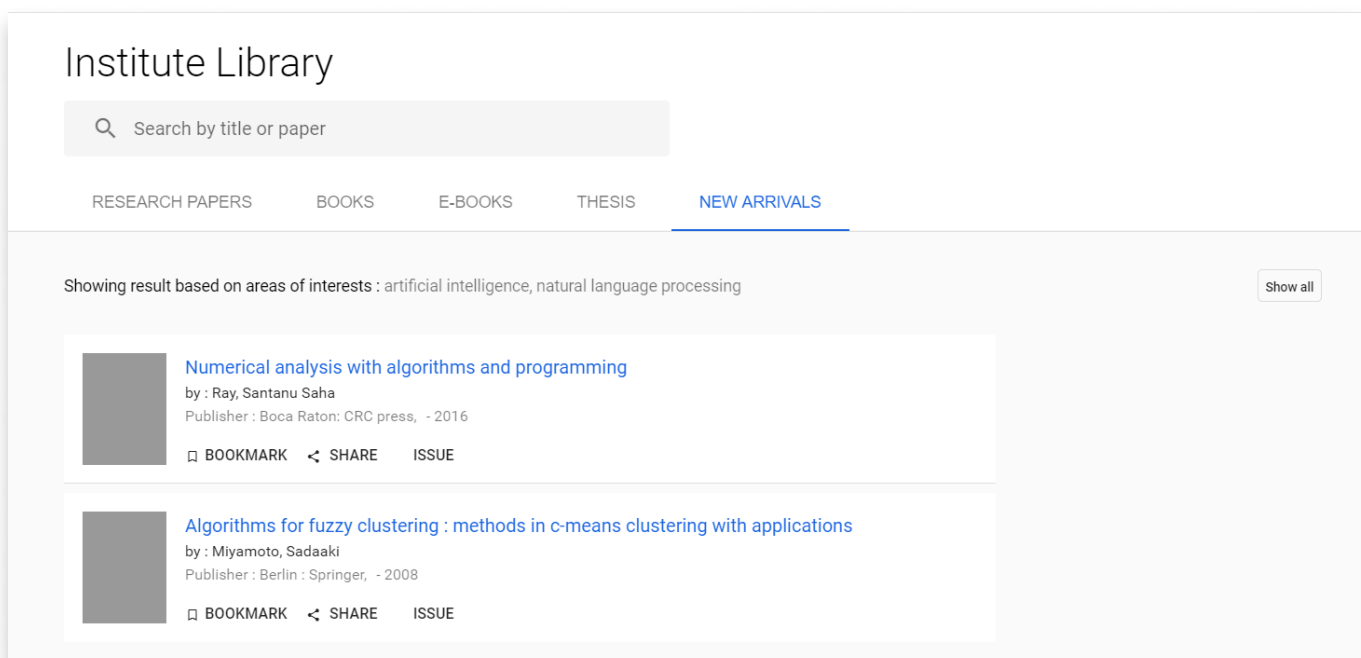 Institute Library
Search by title or paper
RESEARCH PAPERS BOOKS E-BOOKS THESIS NEW ARRIVALS
Showing result based on areas of interests : artificial intelligence, natural language processing Show all
Numerical analysis with algorithms and programming
by : Ray, Santanu Saha
Publisher : Boca Raton: CRC press, - 2016
BOOKMARK SHARE ISSUE
Algorithms for fuzzy clustering : methods in c-means clustering with applications
by : Miyamoto, Sadaaki
Publisher : Berlin : Springer, - 2008
BOOKMARK SHARE ISSUE